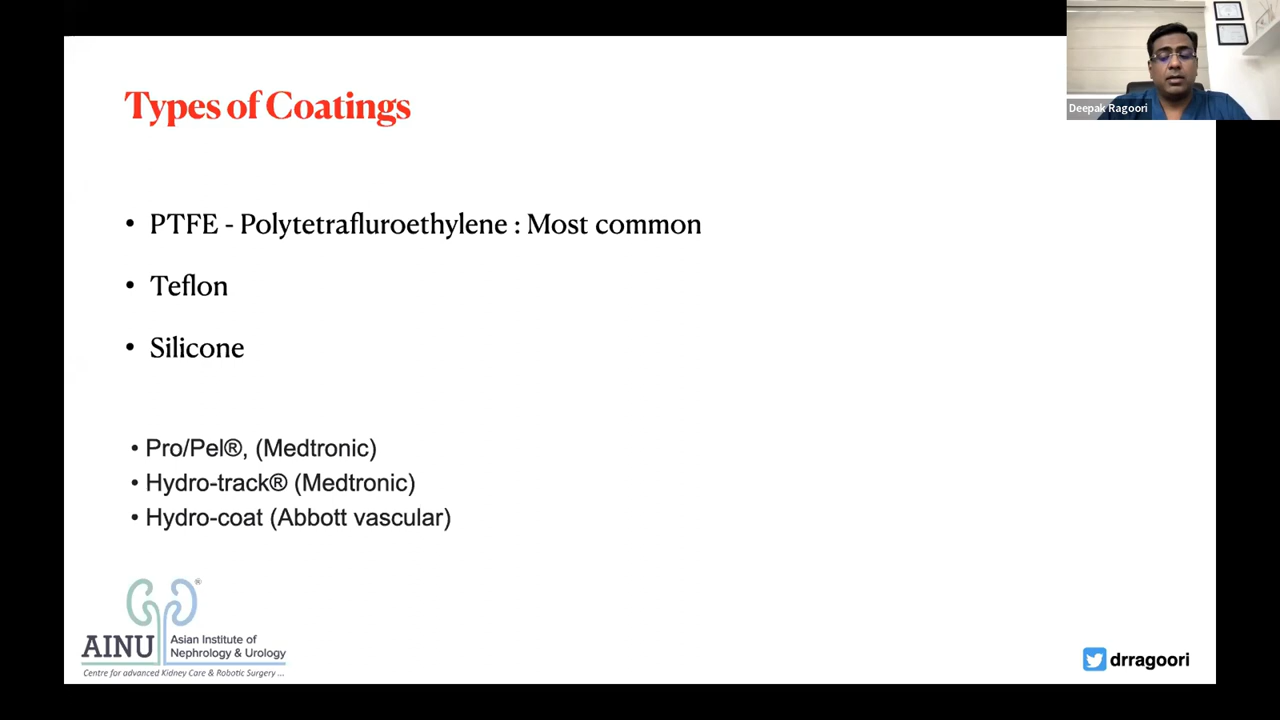 Types of Coatings
Deepak Ragoori
• PTFE - Polytetrafluroethylene : Most common
• Teflon
• Silicone
• Pro/Pel®, (Medtronic)
• Hydro-track® (Medtronic)
• Hydro-coat (Abbott vascular)
®
AINU
Asian Institute of
Nephrology & Urology
Centre for advanced Kidney Care & Robotic Surgery ...
drragoori